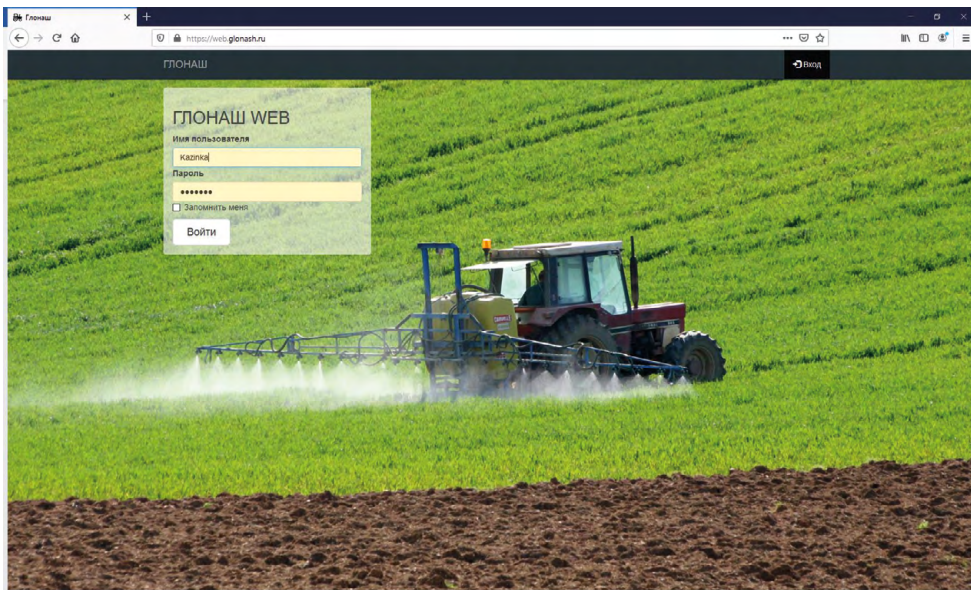 Глонаш
https://web.glonash.ru
ГЛОНАШ
Вход
ГЛОНАШ WEB
Имя пользователя
Kazinka
Пароль
•••••••
Запомнить меня
Войти